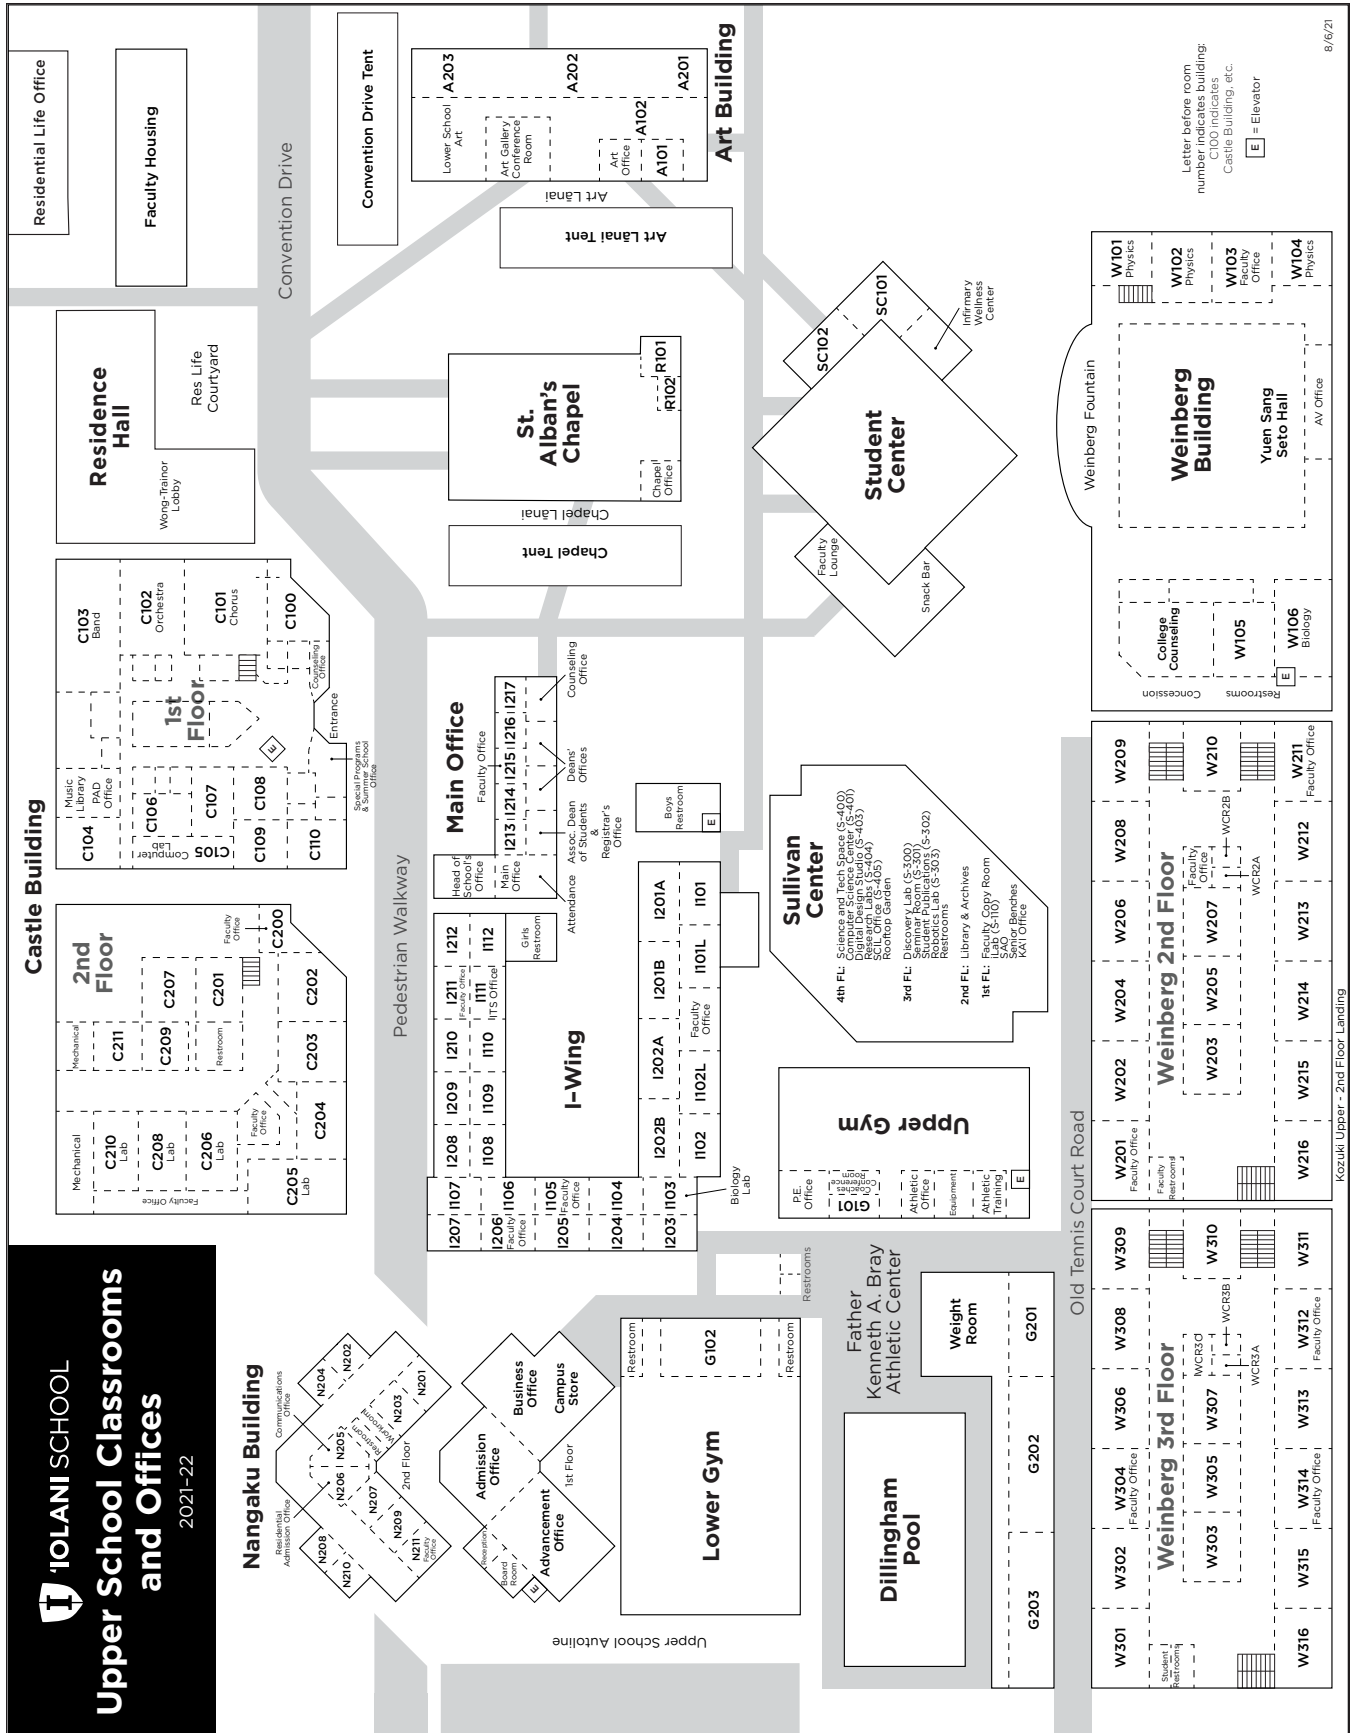 'IOLANI SCHOOL
Upper School Classrooms
and Offices
2021–22
Castle Building
2nd
Floor
Mechanical
C210
Lab
C208
Lab
C206
Lab
Faculty Office
Faculty
Office
C205
Lab
C204
C203
C202
Mechanical
C211
C209
Restroom
C207
C201
Faculty
Office
C200
1st
Floor
C104
Music
Library
PAD
Office
C106
Computer
Lab
C105
C107
C108
C109
C110
E
C103
Band
C102
Orchestra
C101
Chorus
C100
Counseling
Office
Entrance
Special Programs
& Summer School
Office
Residence
Hall
Wong-Trainor
Lobby
Res Life
Courtyard
Faculty Housing
Residential Life Office
Convention Drive
Convention Drive Tent
Pedestrian Walkway
Nangaku Building
Residential
Admission Office
Communications
Office
N208
N210
N206
N205
N207
N209
N211
Faculty
Office
N204
N202
N201
N203
Workroom
Restroom
2nd Floor
Admission
Office
Business
Office
Campus
Store
Reception
Board
Room
Advancement
Office
E
1st Floor
Upper School Autoline
Lower Gym
Restroom
G102
Restroom
Restrooms
Father
Kenneth A. Bray
Athletic Center
Dillingham
Pool
Weight
Room
G201
G202
G203
I–Wing
I207
I107
I206
Faculty
Office
I106
I205
I105
Faculty
Office
I204
I104
I203
I103
Biology
Lab
I208
I108
I209
I109
I210
I110
I211
Faculty Office
I111
ITS Office
I212
I112
Girls
Restroom
I202B
I202A
I201B
I201A
I102
I102L
Faculty
Office
I101L
I101
Main Office
Head of
School's
Office
Main
Office
I213
I214
I215
I216
I217
Faculty Office
Attendance
Assoc. Dean
of Students
&
Registrar's
Office
Deans'
Offices
Counseling
Office
Boys
Restroom
E
St.
Alban's
Chapel
Chapel
Office
R102
R101
Chapel Lānai
Chapel Tent
Art Building
A203
A202
A201
Lower School
Art
Art Gallery
Conference
Room
Art
Office
A101
A102
Art Lānai
Art Lānai Tent
Student
Center
SC102
SC101
Infirmary
Wellness
Center
Faculty
Lounge
Snack Bar
Sullivan
Center
4th FL: Science and Tech Space (S-400)
Computer Science Center (S-401)
Digital Design Studio (S-403)
Research Labs (S-404)
SCIL Office (S-405)
Rooftop Garden
3rd FL: Discovery Lab (S-300)
Seminar Room (S-301)
Student Publications (S-302)
Robotics Lab (S-303)
Restrooms
2nd FL: Library & Archives
1st FL: Faculty Copy Room
iLab (S-110)
SAO
Senior Benches
KA'I Office
Upper Gym
P.E.
Office
G101
Athletic
Office
Equipment
Athletic
Training
E
Old Tennis Court Road
Weinberg 3rd Floor
W301
W302
W304
Faculty Office
W306
W308
W309
Student
Restrooms
W303
W305
W307
WCR3C
WCR3B
WCR3A
W310
W316
W315
W314
Faculty Office
W313
W312
Faculty Office
W311
Weinberg 2nd Floor
W201
Faculty Office
W202
W204
W206
W208
W209
Faculty
Restrooms
W203
W205
W207
Faculty
Office
WCR2B
WCR2A
W210
W216
W215
W214
W213
W212
W211
Faculty Office
Kozuki Upper - 2nd Floor Landing
Weinberg
Building
Weinberg Fountain
Yuen Sang
Seto Hall
AV Office
College
Counseling
W105
W106
Biology
Concession
Restrooms
E
W101
Physics
W102
Physics
W103
Faculty
Office
W104
Physics
Letter before room
number indicates building:
C100 indicates
Castle Building, etc.
E = Elevator
8/6/21